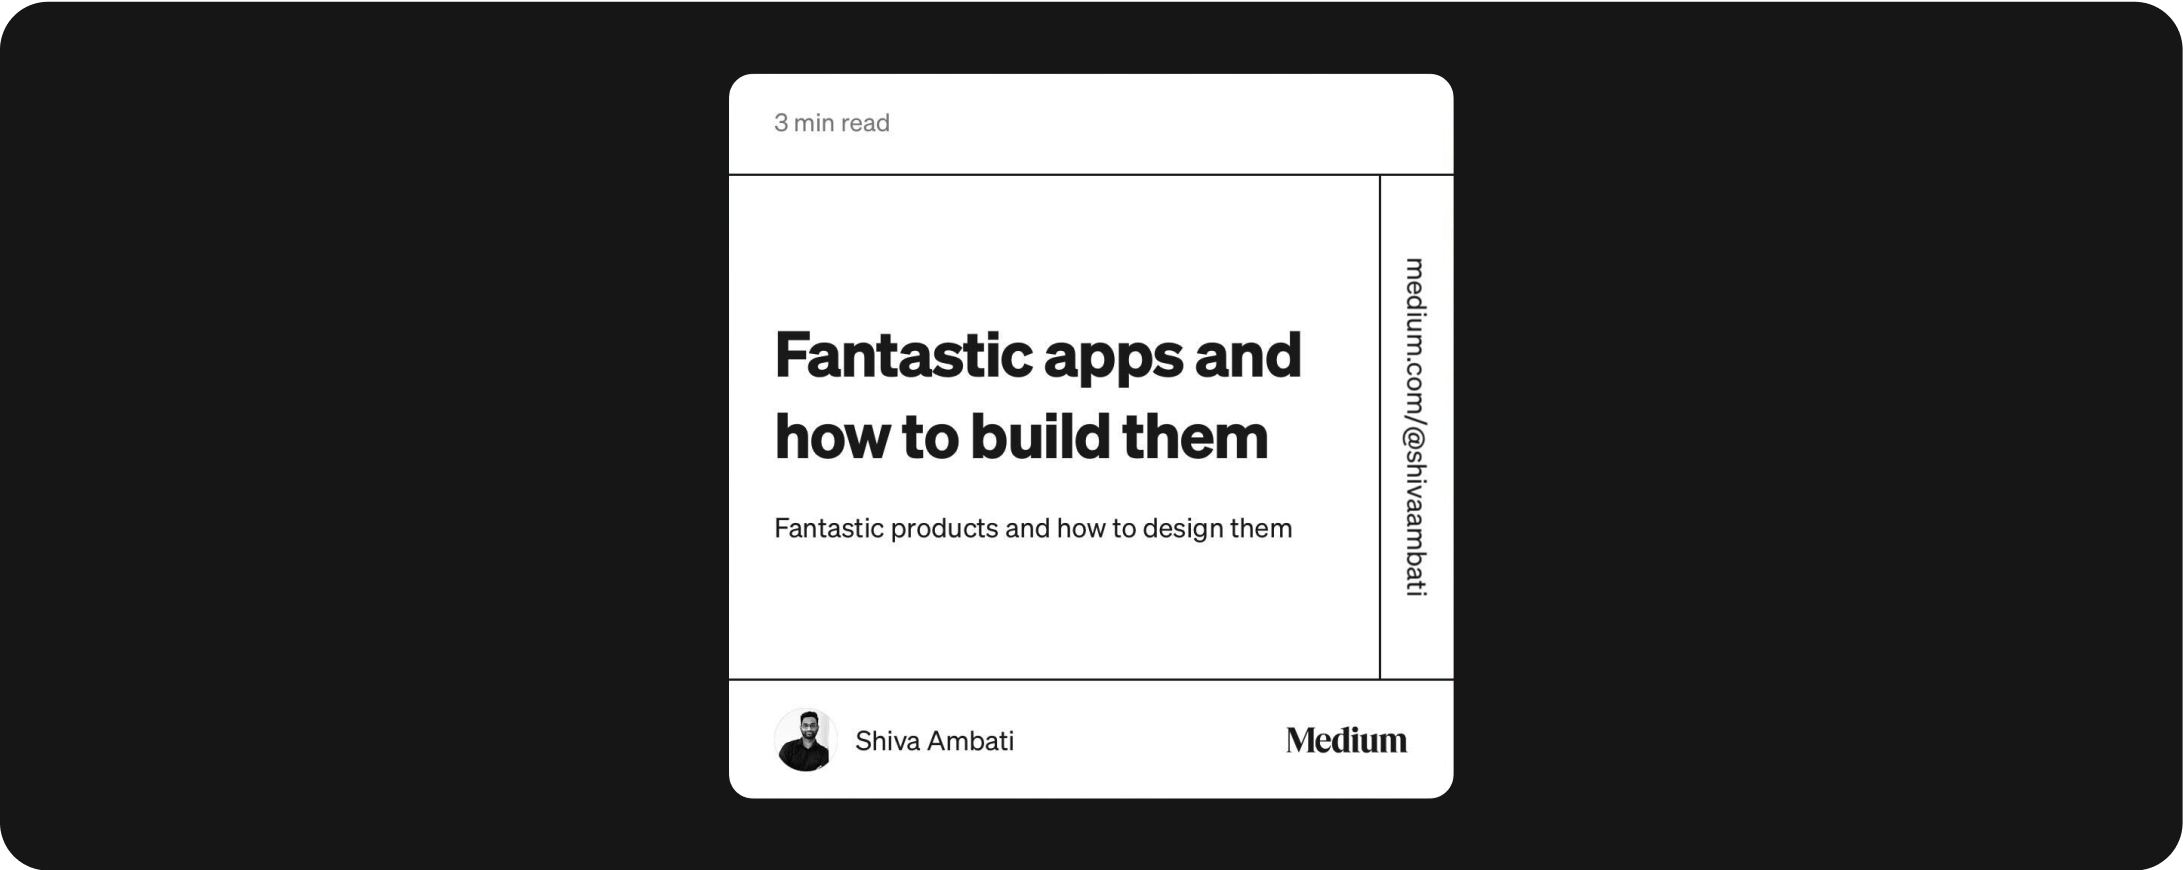 3 min read
Fantastic apps and
how to build them
Fantastic products and how to design them
medium.com/@shivaambati
Shiva Ambati
Medium